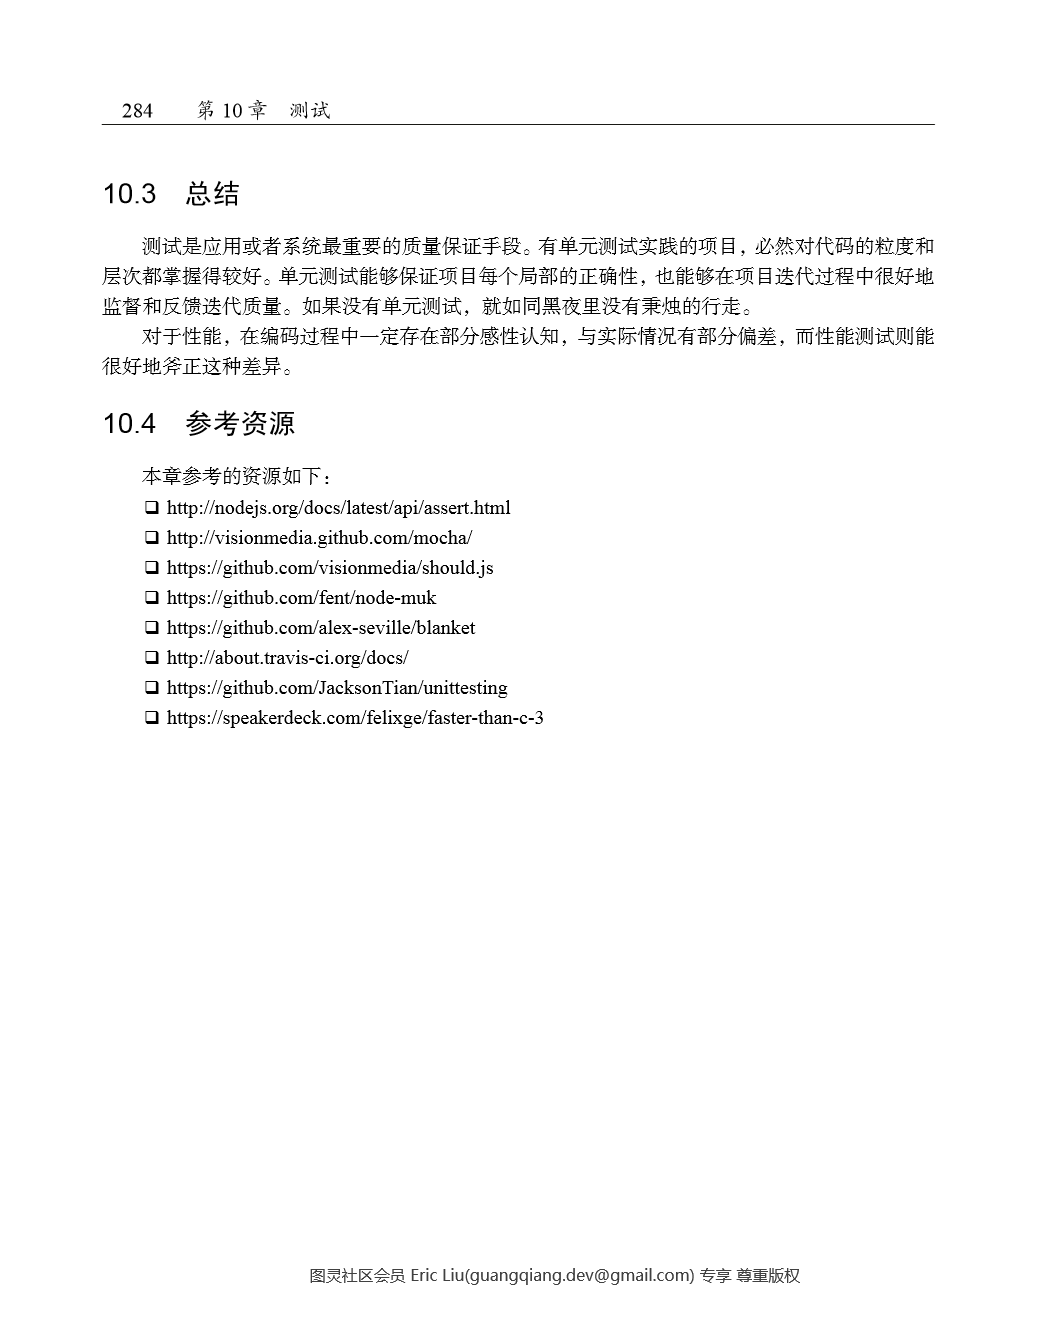 284 第 10 章 测试
10.3 总结
测试是应用或者系统最重要的质量保证手段。有单元测试实践的项目，必然对代码的粒度和
层次都掌握得较好。单元测试能够保证项目每个局部的正确性，也能够在项目迭代过程中很好地
监督和反馈迭代质量。如果没有单元测试，就如同黑夜里没有秉烛的行走。
对于性能，在编码过程中一定存在部分感性认知，与实际情况有部分偏差，而性能测试则能
很好地斧正这种差异。
10.4 参考资源
本章参考的资源如下：
❑ http://nodejs.org/docs/latest/api/assert.html
❑ http://visionmedia.github.com/mocha/
❑ https://github.com/visionmedia/should.js
❑ https://github.com/fent/node-muk
❑ https://github.com/alex-seville/blanket
❑ http://about.travis-ci.org/docs/
❑ https://github.com/JacksonTian/unittesting
❑ https://speakerdeck.com/felixge/faster-than-c-3
图灵社区会员 Eric Liu(guangqiang.dev@gmail.com) 专享 尊重版权